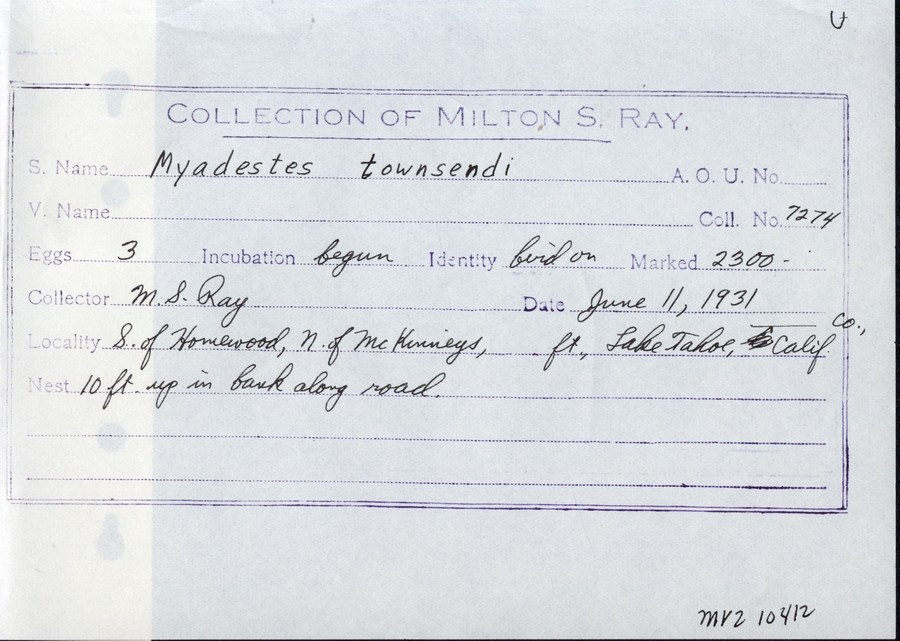 U
COLLECTION OF MILTON S. RAY.
S. Name Myadestes townsendi A. O. U. No.
V. Name Coll. No. 7274
Eggs 3 Incubation begun Identity bird on Marked 2300-
Collector M. S. Ray Date June 11, 1931
Locality S. of Homewood, N. of McKinneys, ft., Lake Tahoe, Co., Calif.
Nest 10 ft. up in bank along road.
MVZ 10412